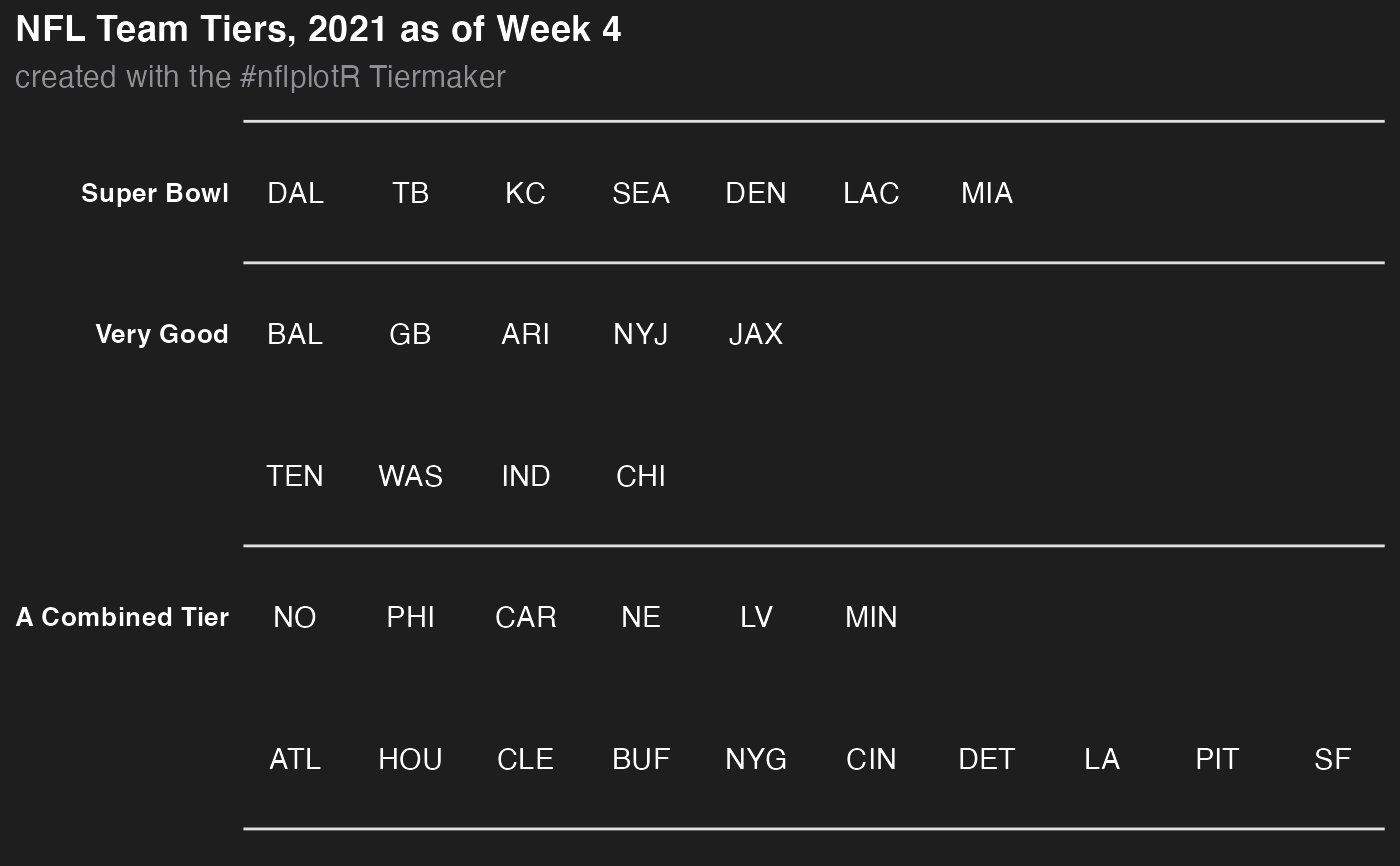 NFL Team Tiers, 2021 as of Week 4
created with the #nflplotR Tiermaker
Super Bowl DAL TB KC SEA DEN LAC MIA
Very Good BAL GB ARI NYJ JAX
TEN WAS IND CHI
A Combined Tier NO PHI CAR NE LV MIN
ATL HOU CLE BUF NYG CIN DET LA PIT SF